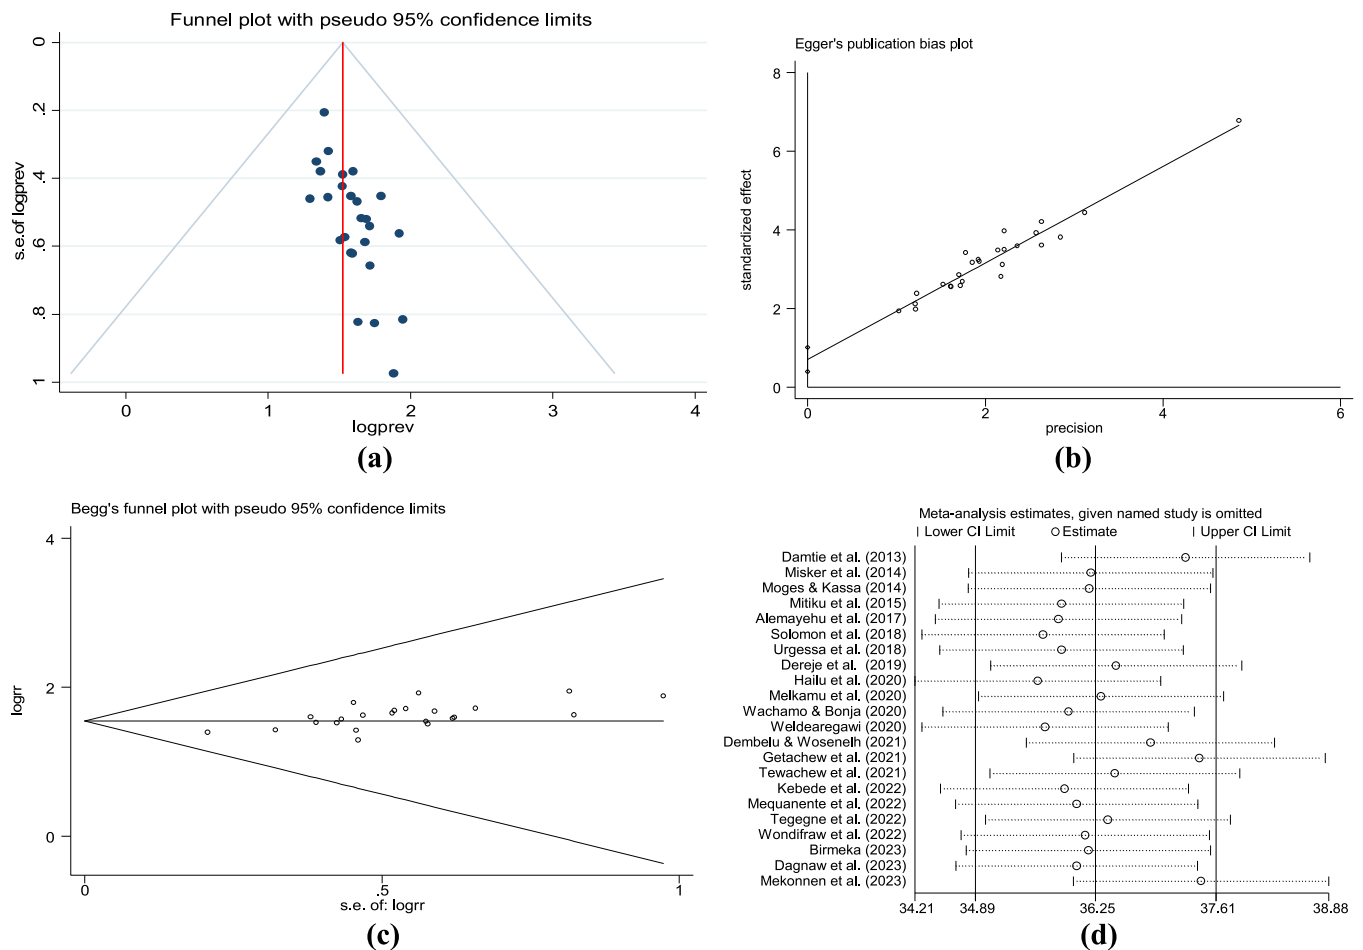 Funnel plot with pseudo 95% confidence limits
0
.2
.4
.6
.8
1
s.e.of logprev
0 1 2 3 4
logprev
(a)
Egger's publication bias plot
8
6
4
2
0
standardized effect
0 2 4 6
precision
(b)
Begg's funnel plot with pseudo 95% confidence limits
4
2
0
logrr
0 .5 1
s.e. of: logrr
(c)
Meta-analysis estimates, given named study is omitted
Lower CI Limit Estimate Upper CI Limit
Damtie et al. (2013)
Misker et al. (2014)
Moges & Kassa (2014)
Mitiku et al. (2015)
Alemayehu et al. (2017)
Solomon et al. (2018)
Urgessa et al. (2018)
Dereje et al. (2019)
Hailu et al. (2020)
Melkamu et al. (2020)
Wachamo & Bonja (2020)
Weldearegawi (2020)
Dembelu & Wosenelh (2021)
Getachew et al. (2021)
Tewachew et al. (2021)
Kebede et al. (2022)
Mequanente et al. (2022)
Tegegne et al. (2022)
Wondifraw et al. (2022)
Birmeka (2023)
Dagnaw et al. (2023)
Mekonnen et al. (2023)
34.21 34.89 36.25 37.61 38.88
(d)